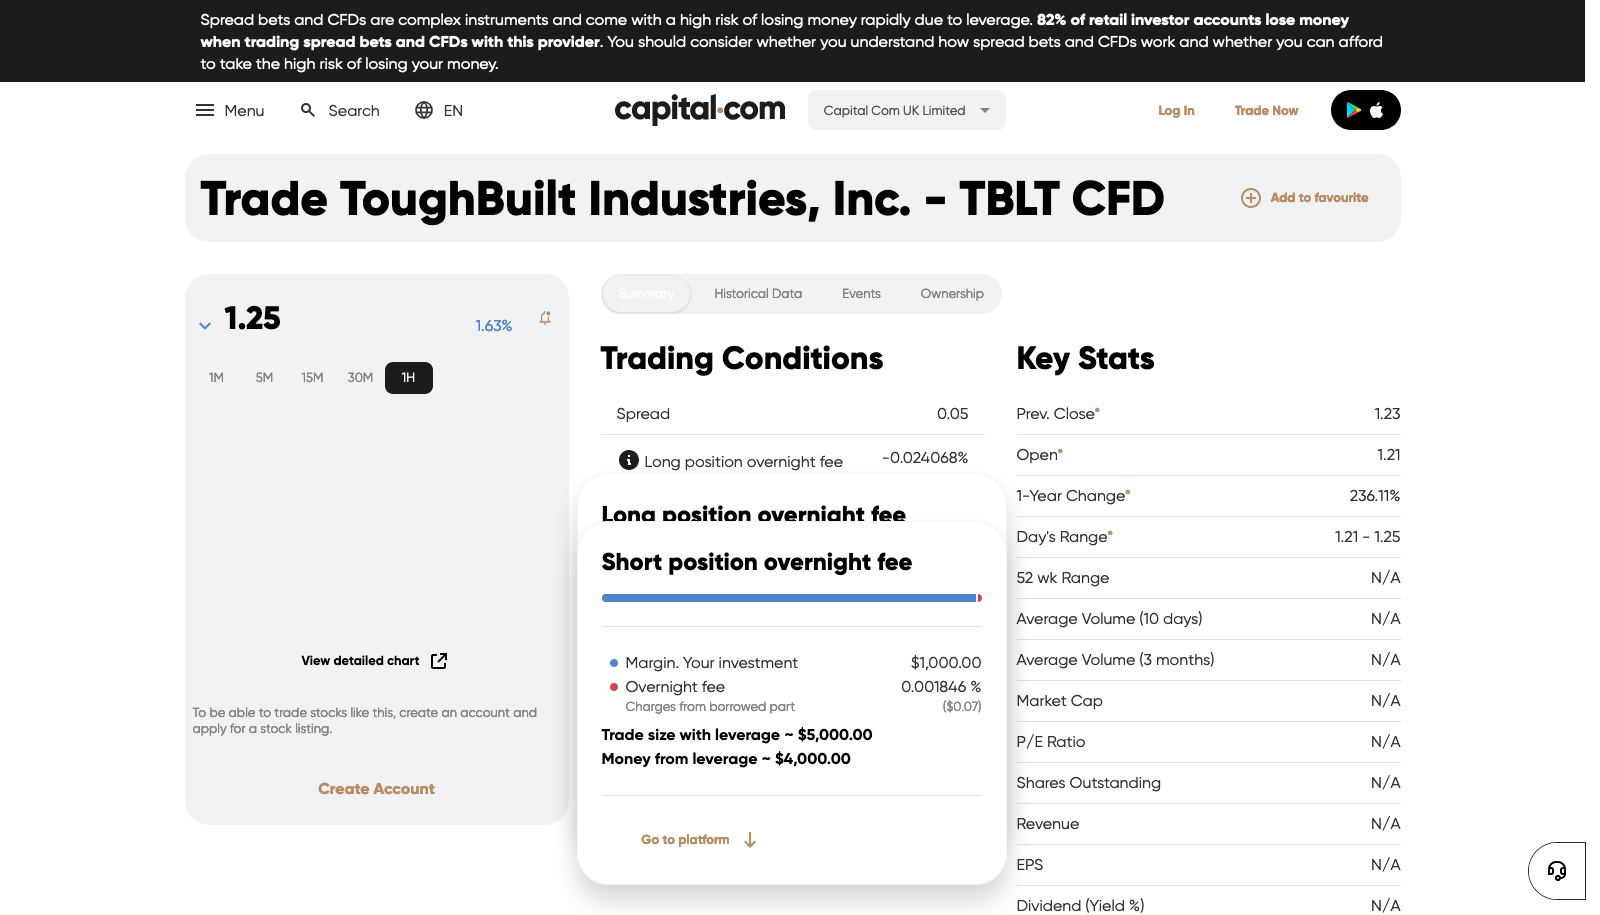 Spread bets and CFDs are complex instruments and come with a high risk of losing money rapidly due to leverage. 82% of retail investor accounts lose money
when trading spread bets and CFDs with this provider. You should consider whether you understand how spread bets and CFDs work and whether you can afford
to take the high risk of losing your money.
Menu
Search
EN
capital.com
Capital Com UK Limited
Log In
Trade Now
Trade ToughBuilt Industries, Inc. - TBLT CFD
Add to favourite
1.25
1.63%
1M 5M 15M 30M 1H
View detailed chart
To be able to trade stocks like this, create an account and
apply for a stock listing.
Create Account
Summary Historical Data Events Ownership
Trading Conditions
Spread 0.05
Long position overnight fee -0.024068%
Long position overnight fee
Short position overnight fee
Margin. Your investment $1,000.00
Overnight fee 0.001846 %
Charges from borrowed part ($0.07)
Trade size with leverage ~ $5,000.00
Money from leverage ~ $4,000.00
Go to platform
Key Stats
Prev. Close* 1.23
Open* 1.21
1-Year Change* 236.11%
Day's Range* 1.21 - 1.25
52 wk Range N/A
Average Volume (10 days) N/A
Average Volume (3 months) N/A
Market Cap N/A
P/E Ratio N/A
Shares Outstanding N/A
Revenue N/A
EPS N/A
Dividend (Yield %) N/A